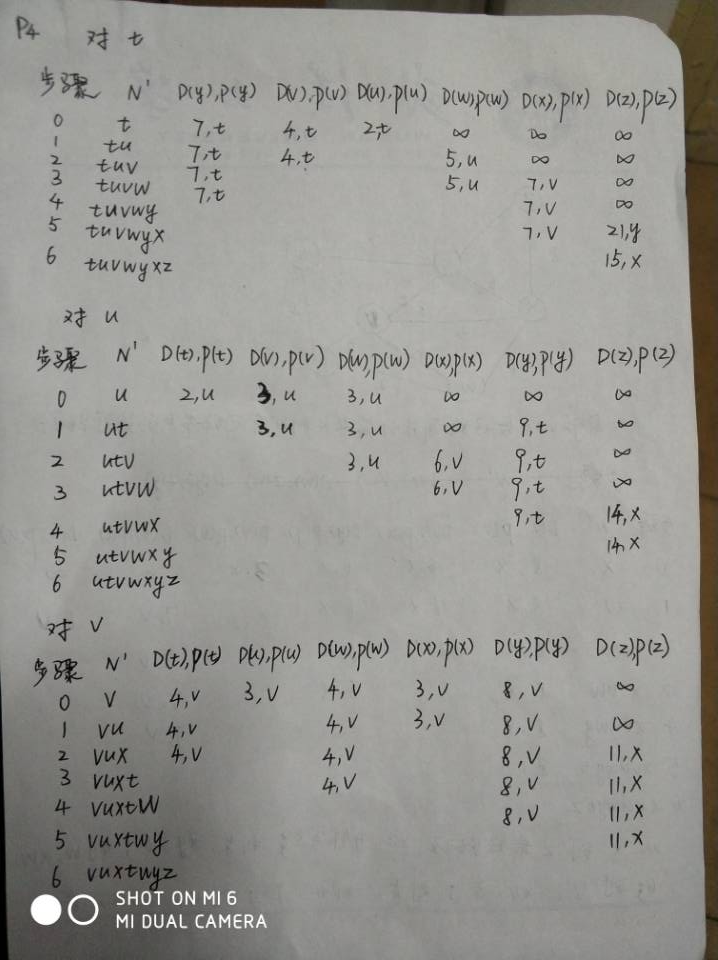 P4 对 t
步骤 N' D(y),P(y) D(v),P(v) D(u),P(u) D(w)P(w) D(x),P(x) D(z),P(z)
0 t 7,t 4,t 2,t ∞ ∞ ∞
1 tu 7,t 4,t 5,u ∞ ∞
2 tuv 7,t 5,u 7,v ∞
3 tuvw 7,t 7,v ∞
4 tuvwy 7,v 21,y
5 tuvwyx 15,x
6 tuvwyxz
对 u
步骤 N' D(t),P(t) D(v),P(v) D(w),P(w) D(x),P(x) D(y),P(y) D(z),P(z)
0 u 2,u 3,u 3,u ∞ ∞ ∞
1 ut 3,u 3,u ∞ 9,t ∞
2 utv 3,u 6,v 9,t ∞
3 utvw 6,v 9,t ∞
4 utvwx 9,t 14,x
5 utvwxy 14,x
6 utvwxyz
对 v
步骤 N' D(t),P(t) D(u),P(u) D(w),P(w) D(x),P(x) D(y),P(y) D(z),P(z)
0 v 4,v 3,v 4,v 3,v 8,v ∞
1 vu 4,v 4,v 3,v 8,v ∞
2 vux 4,v 4,v 8,v 11,x
3 vuxt 4,v 8,v 11,x
4 vuxtw 8,v 11,x
5 vuxtwy 11,x
6 vuxtwyz
SHOT ON MI 6
MI DUAL CAMERA